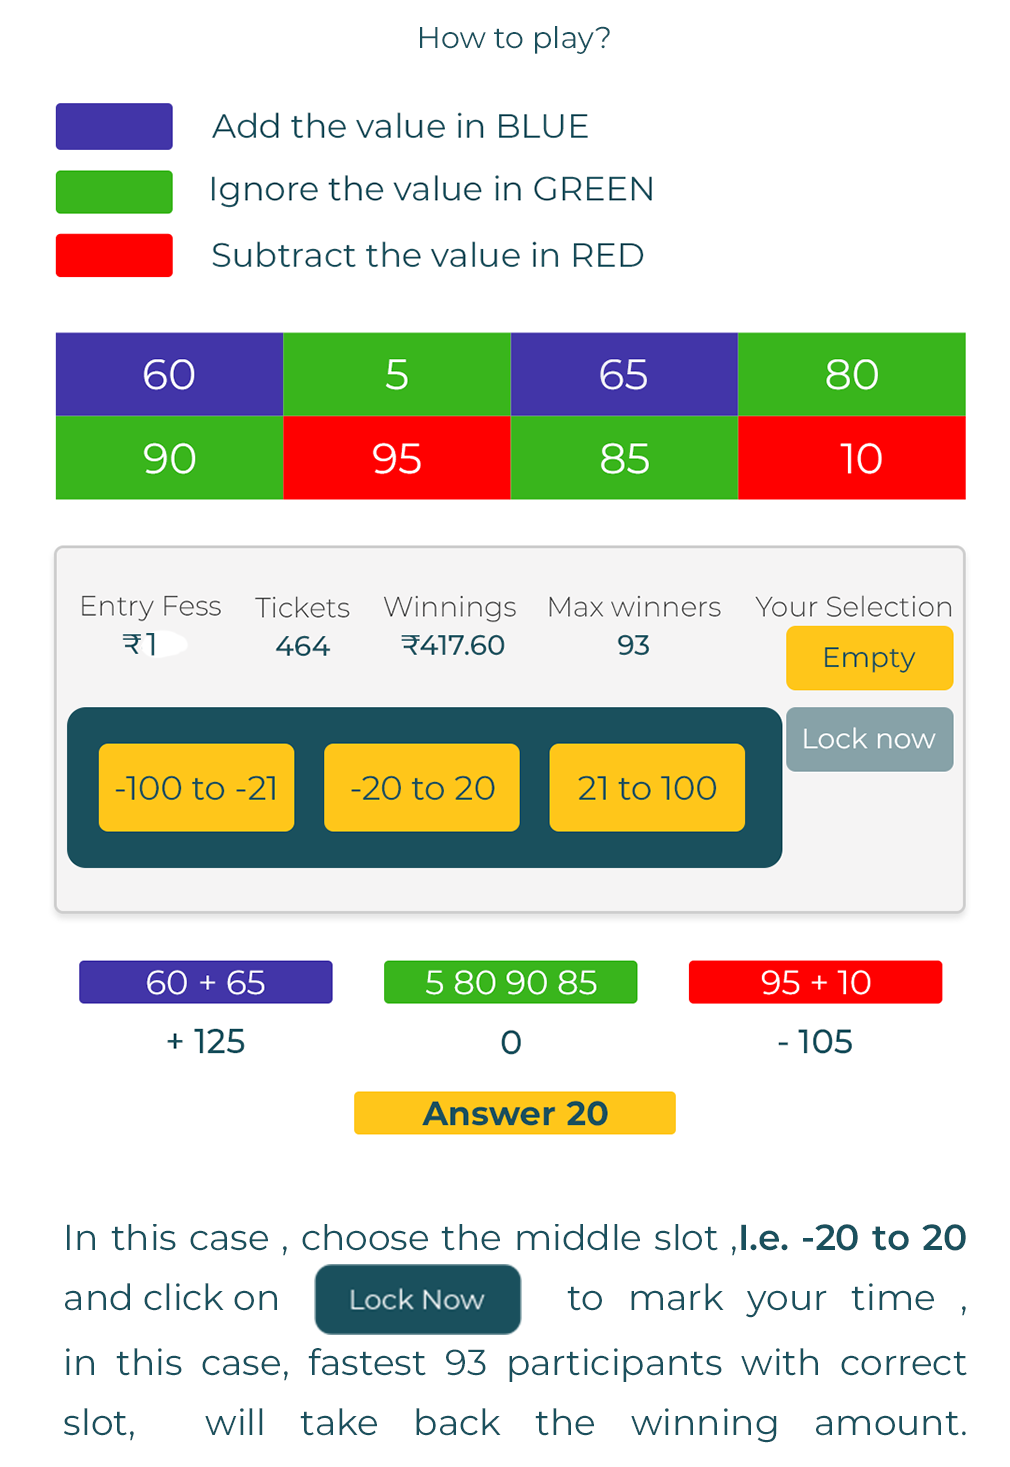 How to play?
Add the value in BLUE
Ignore the value in GREEN
Subtract the value in RED
60 5 65 80
90 95 85 10
Entry Fess Tickets Winnings Max winners Your Selection
₹1 464 ₹417.60 93 Empty
Lock now
-100 to -21 -20 to 20 21 to 100
60 + 65 5 80 90 85 95 + 10
+ 125 0 - 105
Answer 20
In this case , choose the middle slot ,I.e. -20 to 20
and click on Lock Now to mark your time ,
in this case, fastest 93 participants with correct
slot, will take back the winning amount.